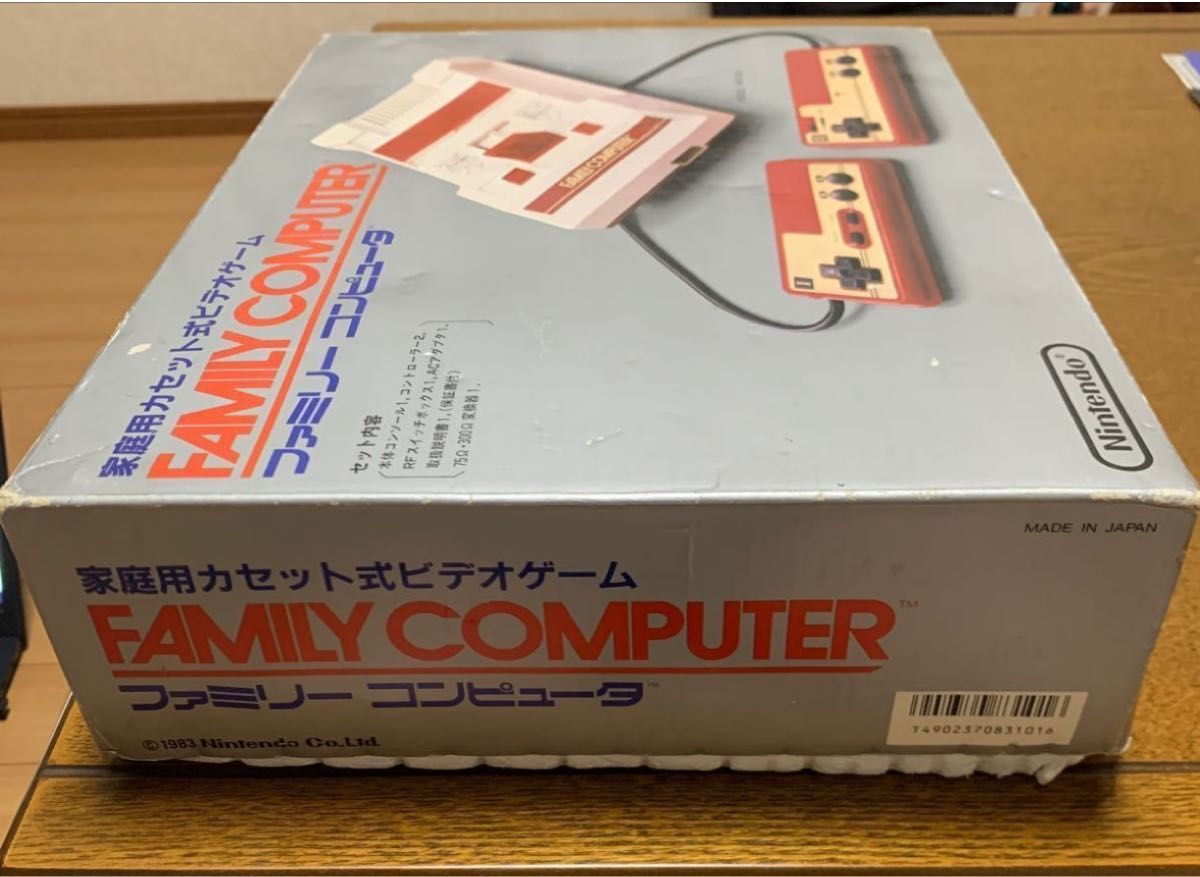 家庭用カセット式ビデオゲーム
FAMILY COMPUTER
ファミリー コンピュータ
セット内容
本体コンソール1, コントローラー2,
RFスイッチボックス1, ACアダプタ1,
取扱説明書1, (保証書付)
75Ω・300Ω変換器1.
FAMILY COMPUTER
I
Nintendo®
MADE IN JAPAN
家庭用カセット式ビデオゲーム
FAMILY COMPUTER™
ファミリー コンピュータ™
©1983 Nintendo Co.,Ltd.
T4902370831016